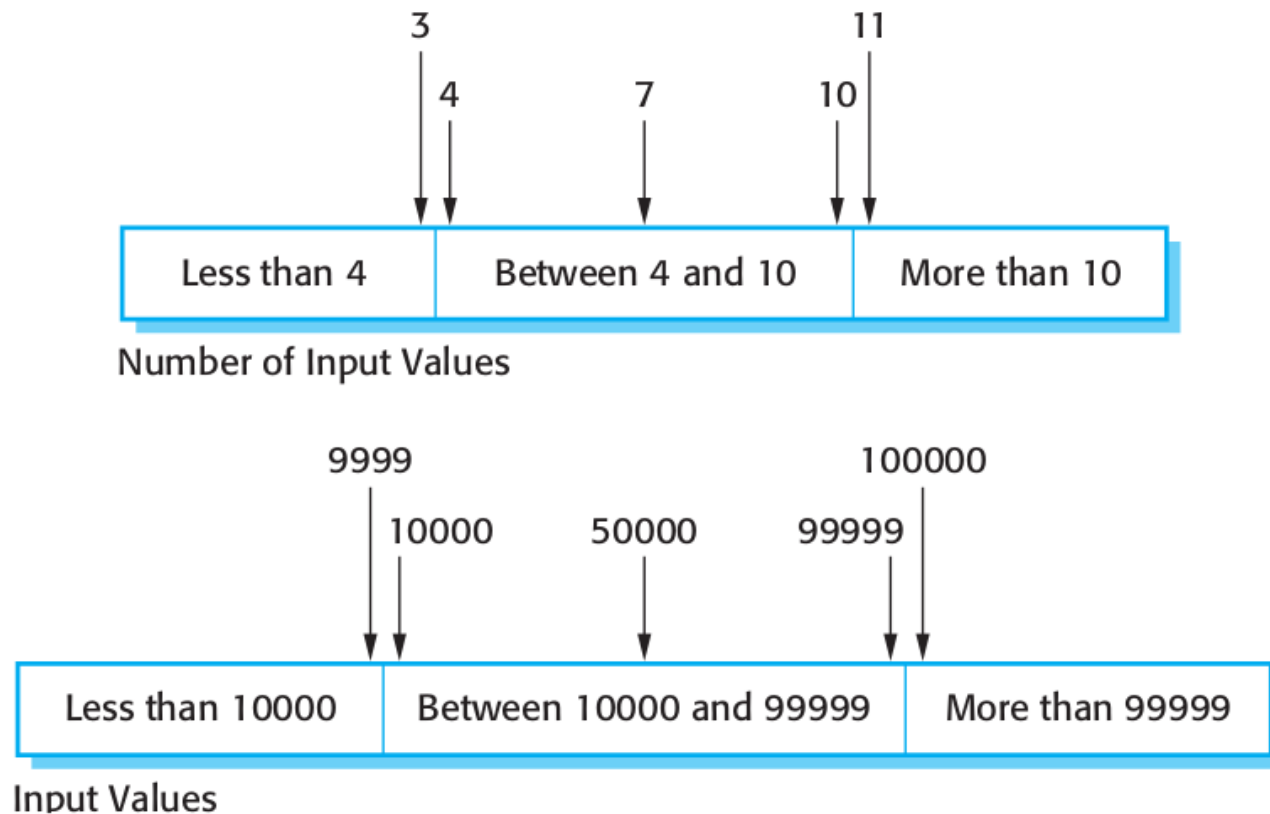 3 11
4 7 10
Less than 4 Between 4 and 10 More than 10
Number of Input Values
9999 100000
10000 50000 99999
Less than 10000 Between 10000 and 99999 More than 99999
Input Values